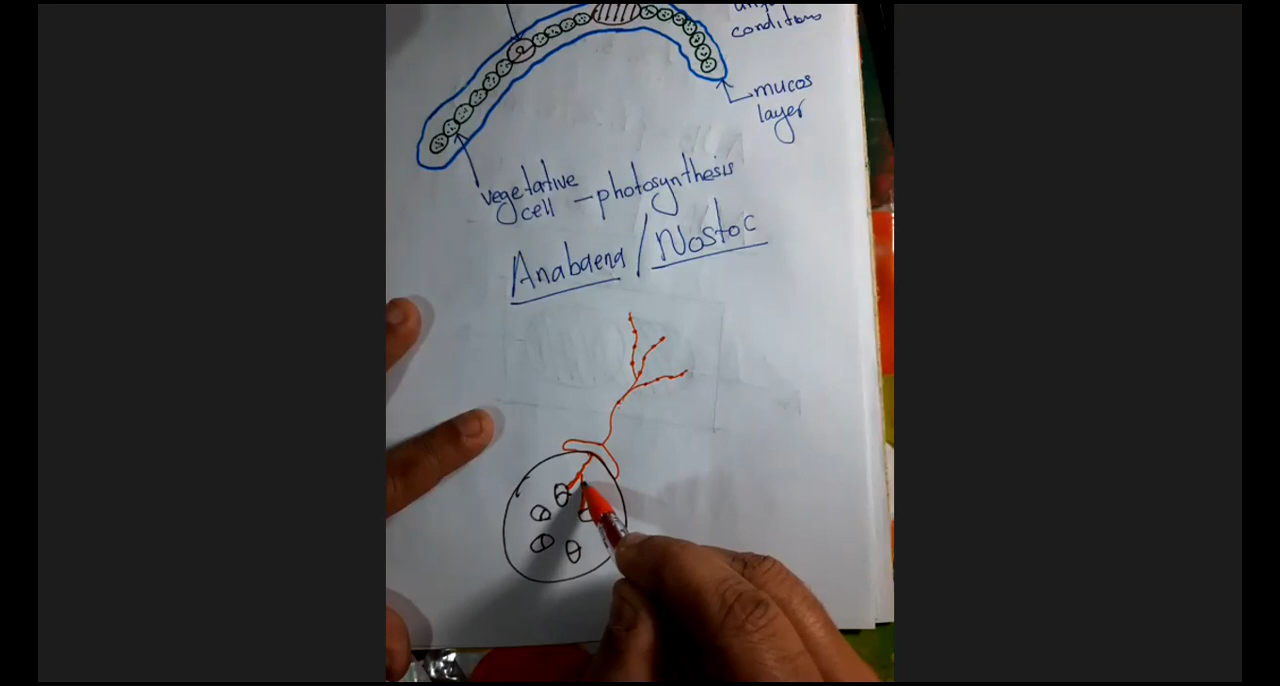 conditions
mucos
layer
vegetative
cell – photosynthesis
Anabaena / Nostoc